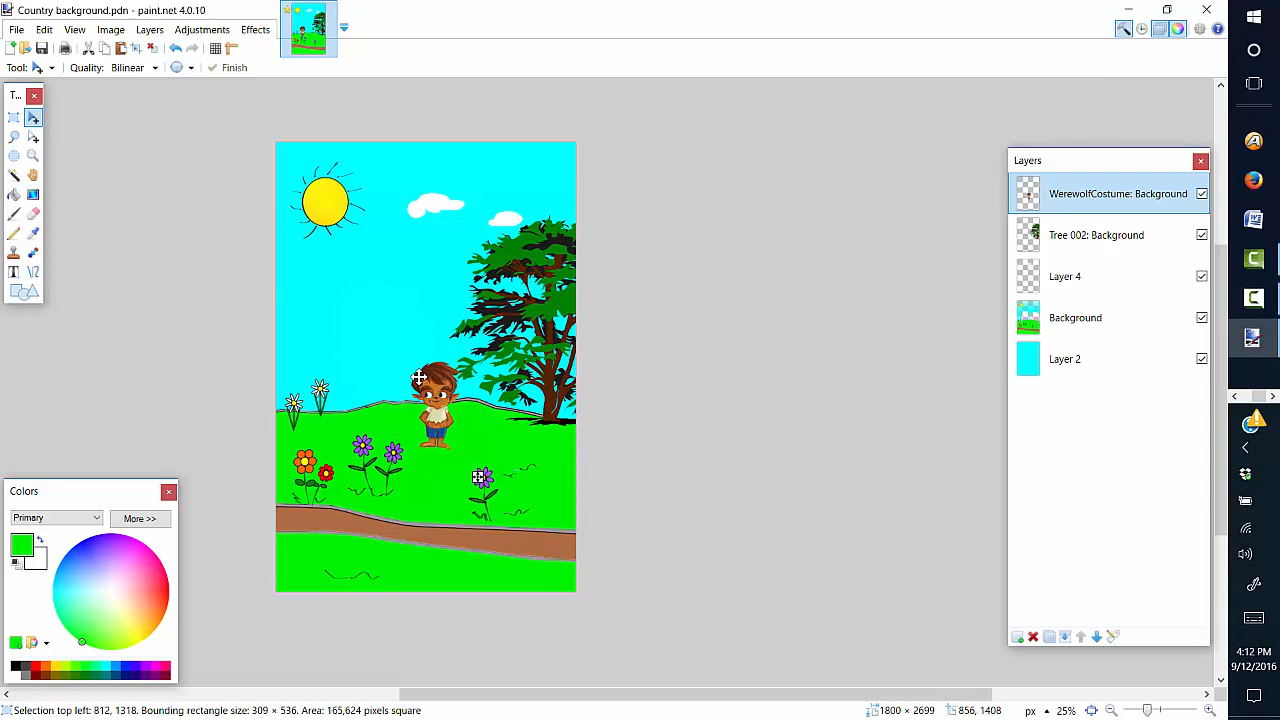 Country background.pdn - paint.net 4.0.10
File Edit View Image Layers Adjustments Effects
Tool: Quality: Bilinear Finish
T...
Layers
WerewolfCostume: Background
Tree 002: Background
Layer 4
Background
Layer 2
Colors
Primary
More >>
4:12 PM
9/12/2016
Selection top left: 812, 1318. Bounding rectangle size: 309 × 536. Area: 165,624 pixels square
1800 × 2699
856, 1408
px
25%